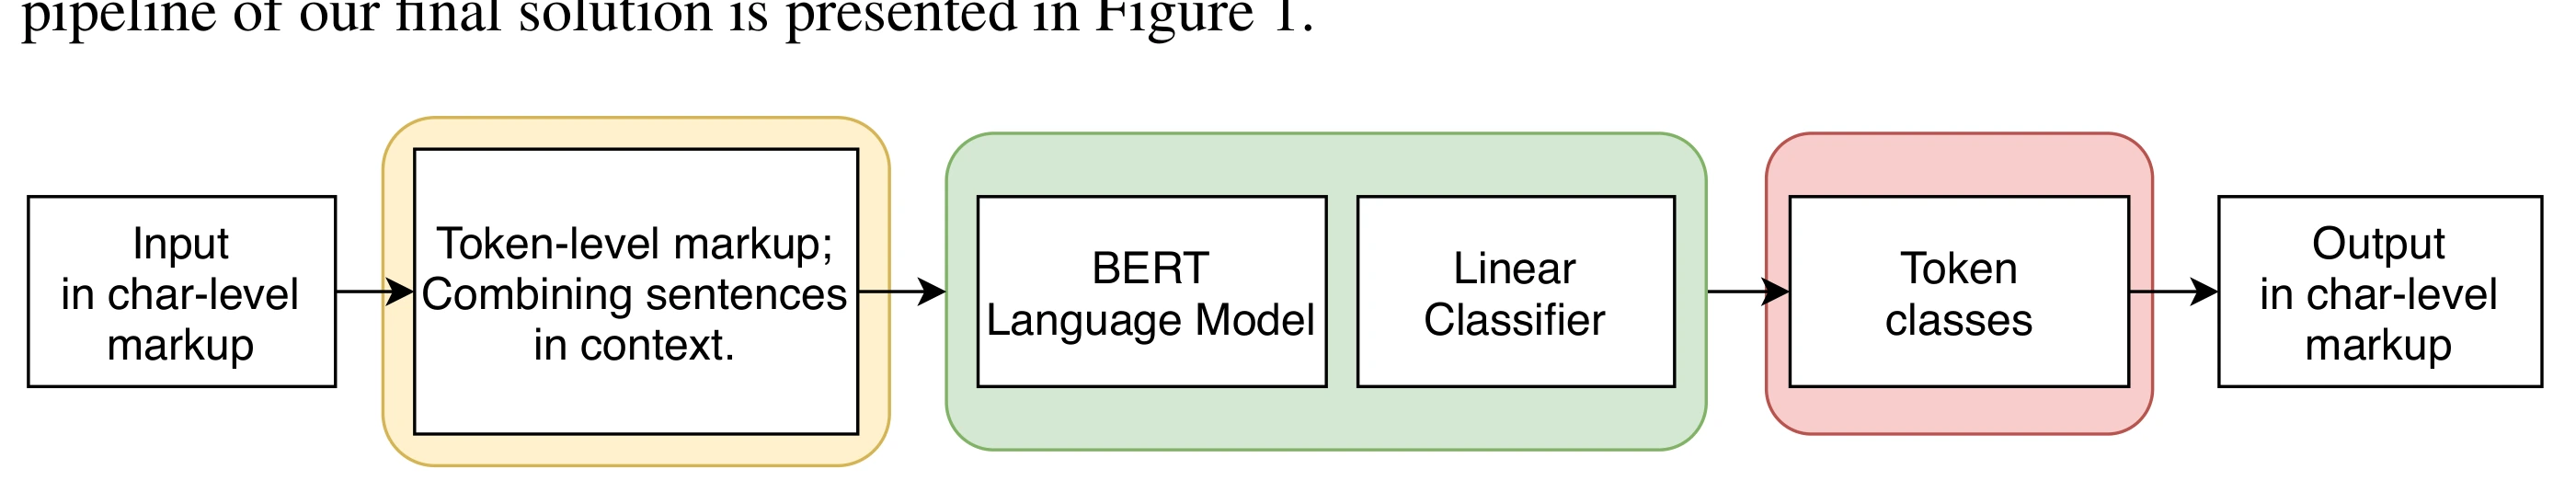 pipeline of our final solution is presented in Figure 1.
Input
in char-level
markup
Token-level markup;
Combining sentences
in context.
BERT
Language Model
Linear
Classifier
Token
classes
Output
in char-level
markup